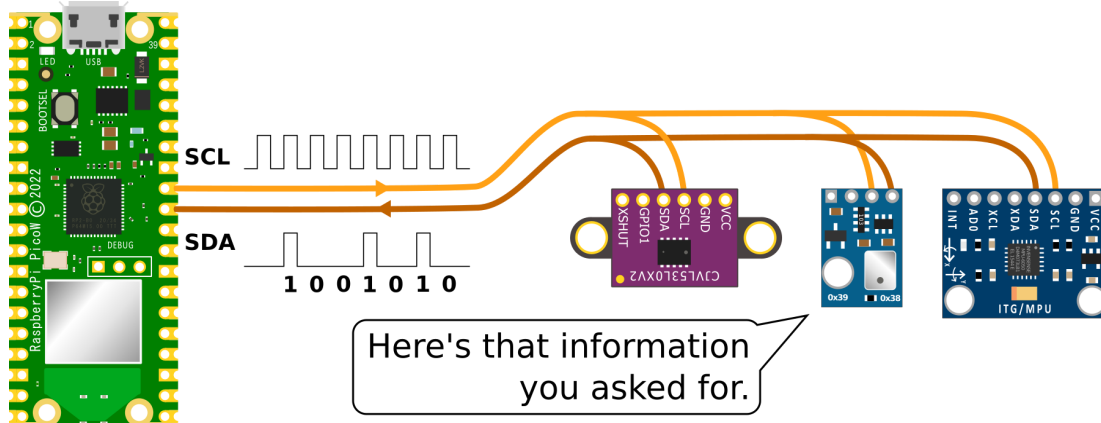 1
2
39
LED
USB
BOOTSEL
RaspberryPi PicoW © 2022
DEBUG
SCL
SDA
1 0 0 1 0 1 0
XSHUT
GPIO1
SDA
SCL
GND
VCC
CJVL53L0XV2
103
0x39
0x38
INT
AD0
XCL
XDA
SDA
SCL
GND
VCC
ITG/MPU
Here's that information
you asked for.